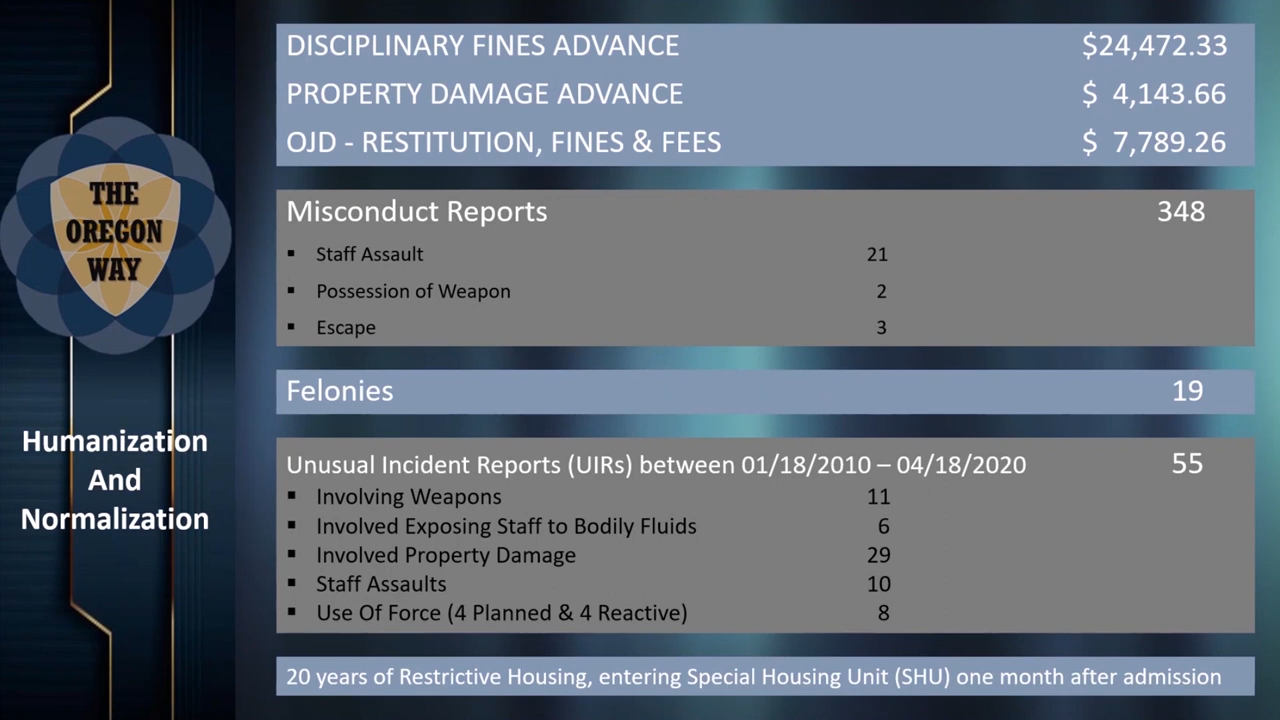 THE
OREGON
WAY
Humanization
And
Normalization
DISCIPLINARY FINES ADVANCE $24,472.33
PROPERTY DAMAGE ADVANCE $ 4,143.66
OJD - RESTITUTION, FINES & FEES $ 7,789.26
Misconduct Reports 348
▪ Staff Assault 21
▪ Possession of Weapon 2
▪ Escape 3
Felonies 19
Unusual Incident Reports (UIRs) between 01/18/2010 – 04/18/2020 55
▪ Involving Weapons 11
▪ Involved Exposing Staff to Bodily Fluids 6
▪ Involved Property Damage 29
▪ Staff Assaults 10
▪ Use Of Force (4 Planned & 4 Reactive) 8
20 years of Restrictive Housing, entering Special Housing Unit (SHU) one month after admission